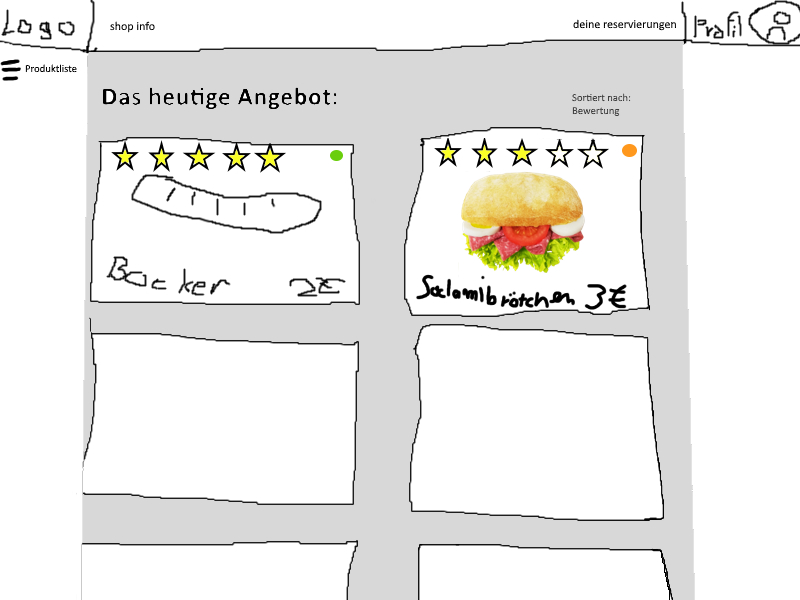 Logo
shop info
deine reservierungen
Profil
Produktliste
Das heutige Angebot:
Sortiert nach:
Bewertung
Backer 2€
Salamibrötchen 3€